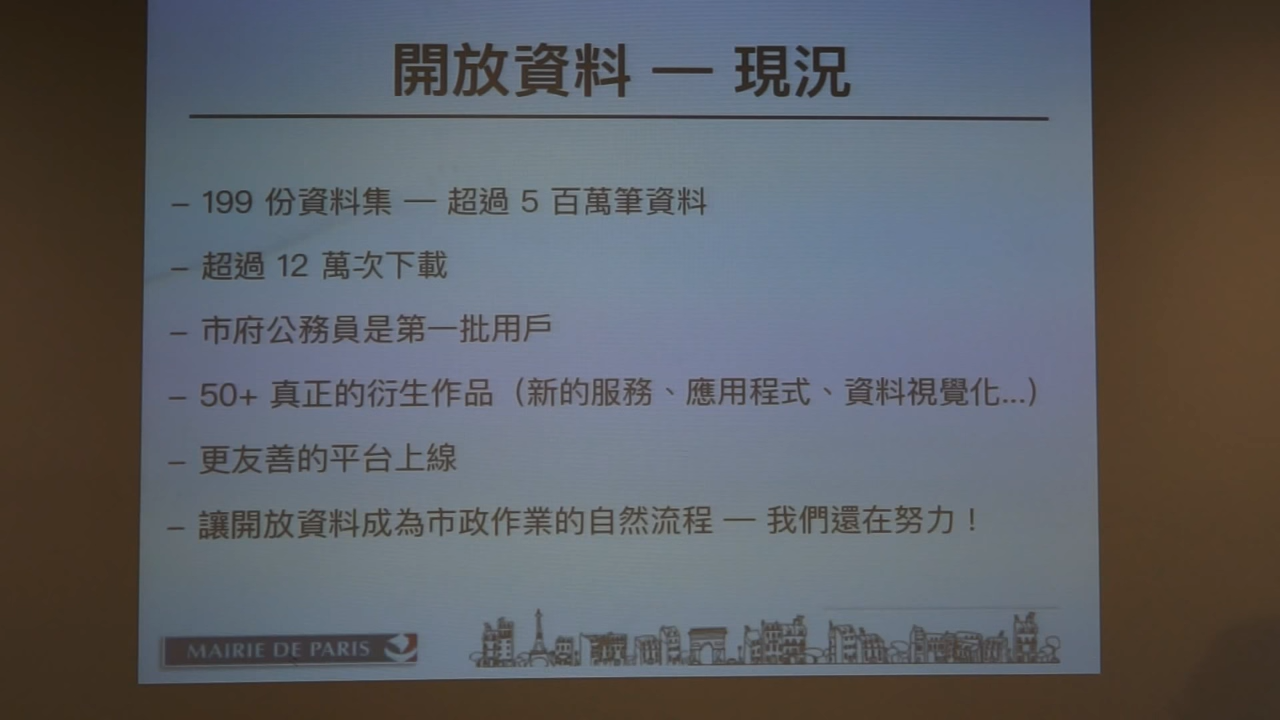 開放資料 — 現況
– 199 份資料集 — 超過 5 百萬筆資料
– 超過 12 萬次下載
– 市府公務員是第一批用戶
– 50+ 真正的衍生作品（新的服務、應用程式、資料視覺化...）
– 更友善的平台上線
– 讓開放資料成為市政作業的自然流程 — 我們還在努力！
MAIRIE DE PARIS